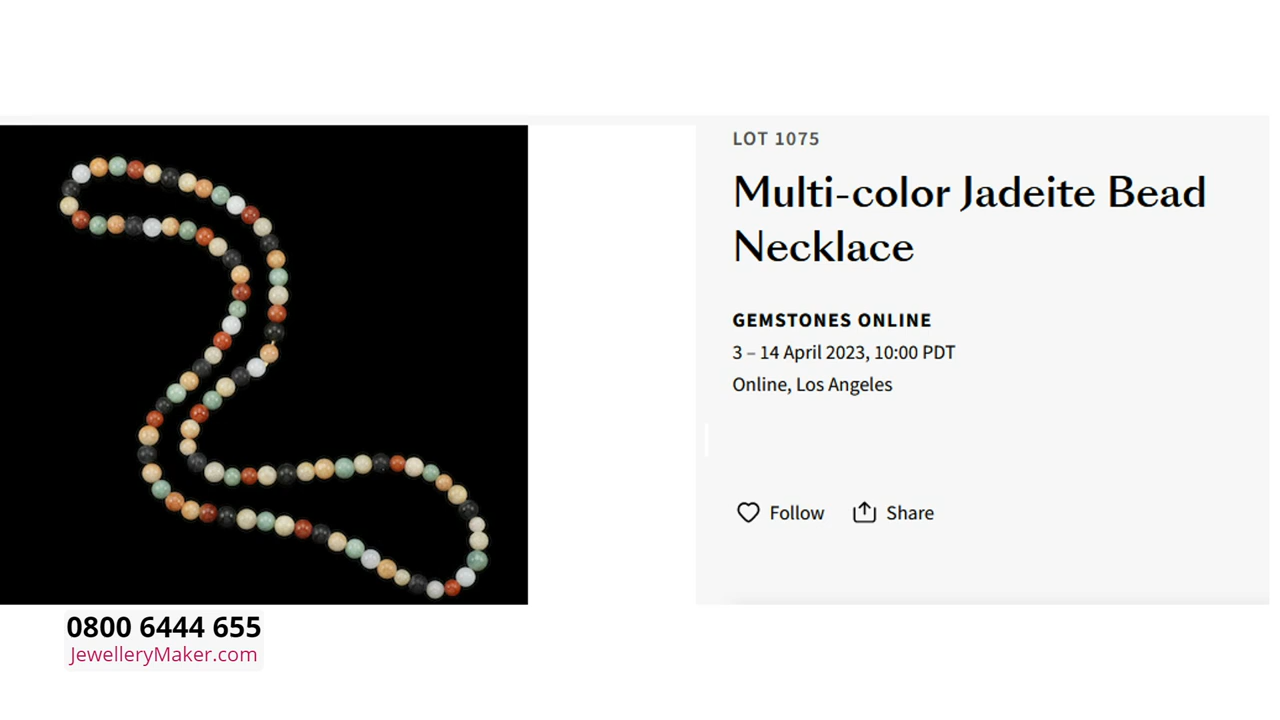 LOT 1075
Multi-color Jadeite Bead
Necklace
GEMSTONES ONLINE
3 – 14 April 2023, 10:00 PDT
Online, Los Angeles
Follow
Share
0800 6444 655
JewelleryMaker.com